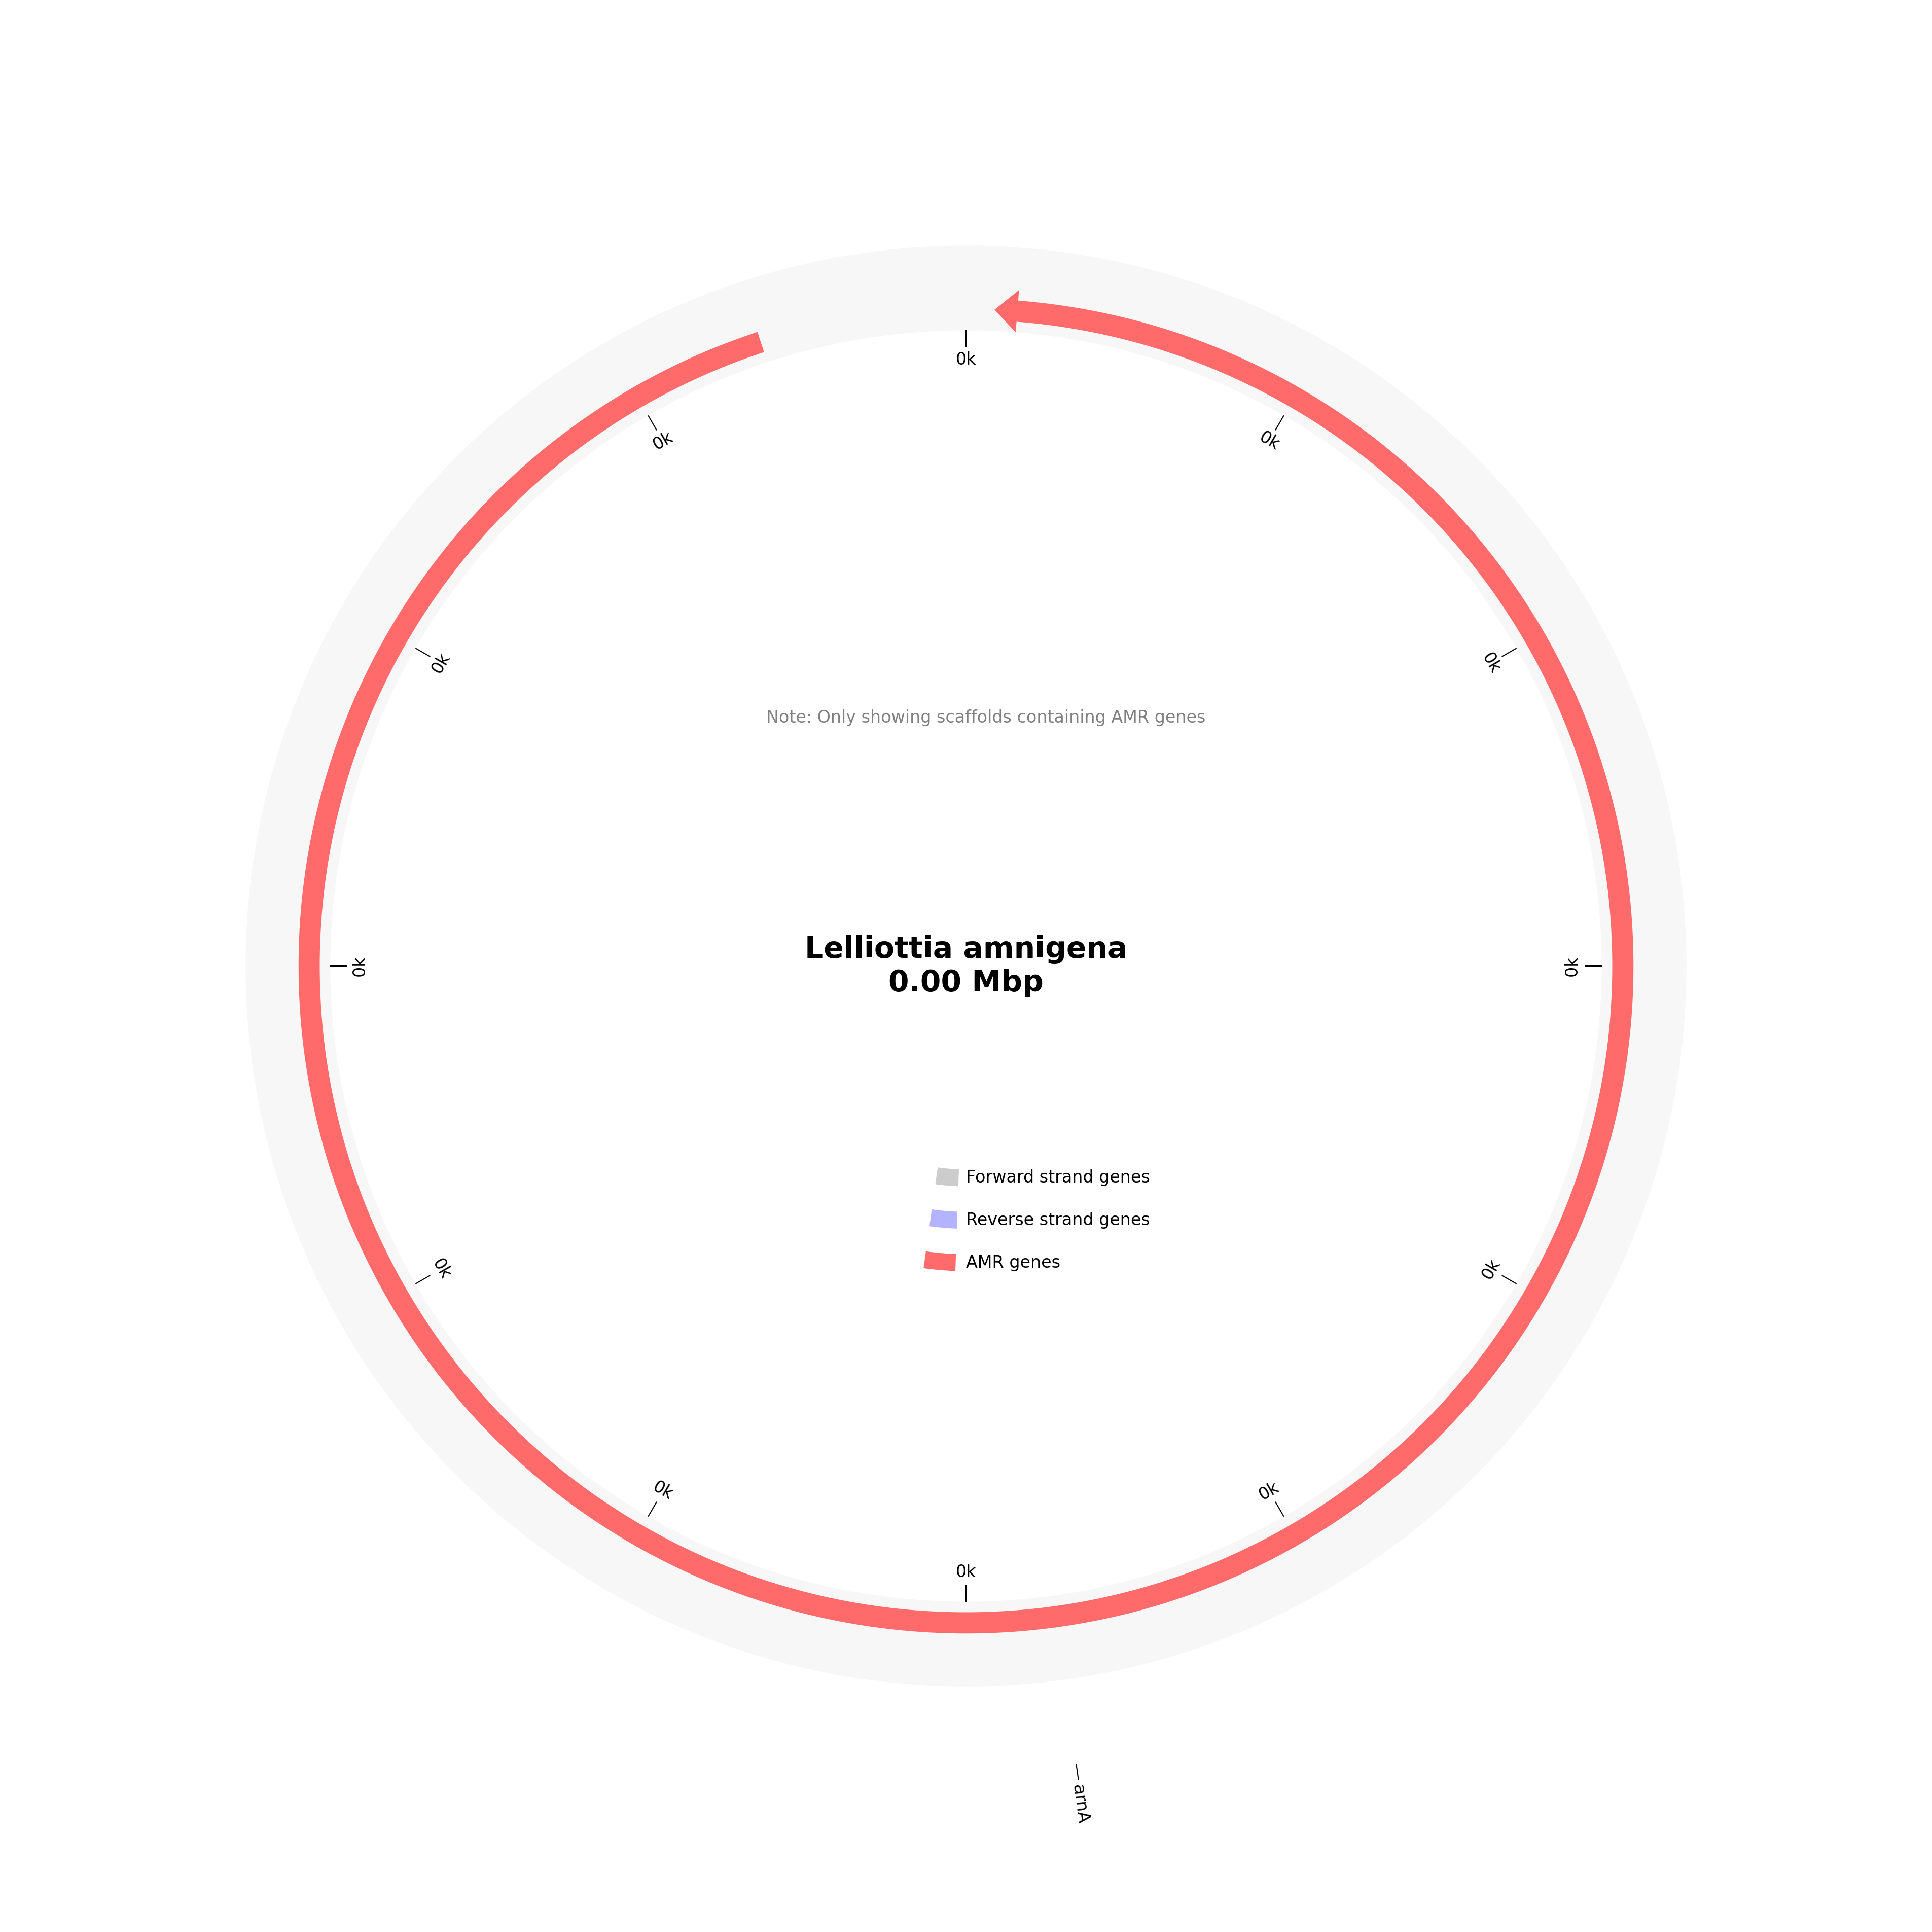 0k
0k
0k
0k
0k
Note: Only showing scaffolds containing AMR genes
Lelliottia amnigena
0.00 Mbp
0k
0k
Forward strand genes
Reverse strand genes
AMR genes
0k
0k
0k
0k
0k
arnA